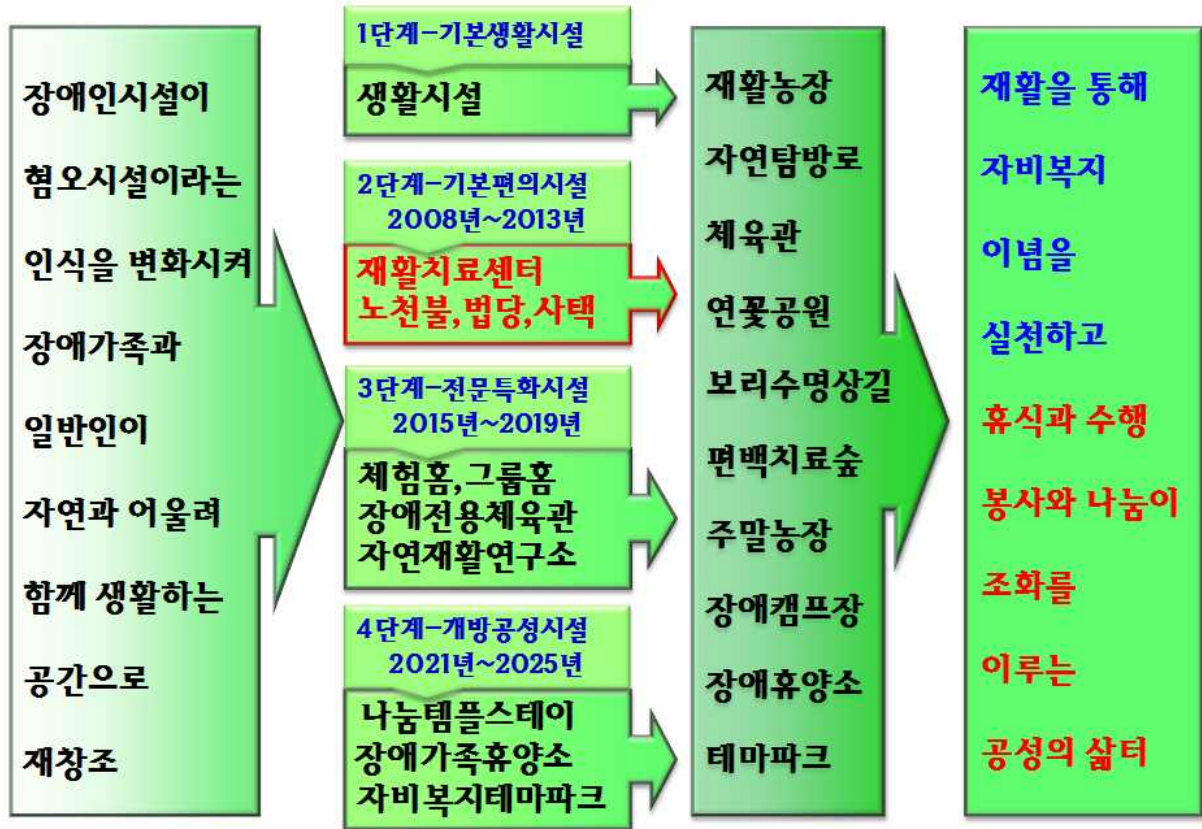 장애인시설이
혐오시설이라는
인식을 변화시켜
장애가족과
일반인이
자연과 어울려
함께 생활하는
공간으로
재창조
1단계-기본생활시설
생활시설
2단계-기본편의시설
2008년~2013년
재활치료센터
노천불,법당,사택
3단계-전문특화시설
2015년~2019년
체험홈,그룹홈
장애전용체육관
자연재활연구소
4단계-개방공성시설
2021년~2025년
나눔템플스테이
장애가족휴양소
자비복지테마파크
재활농장
자연탐방로
체육관
연꽃공원
보리수명상길
편백치료숲
주말농장
장애캠프장
장애휴양소
테마파크
재활을 통해
자비복지
이념을
실천하고
휴식과 수행
봉사와 나눔이
조화를
이루는
공성의 삶터